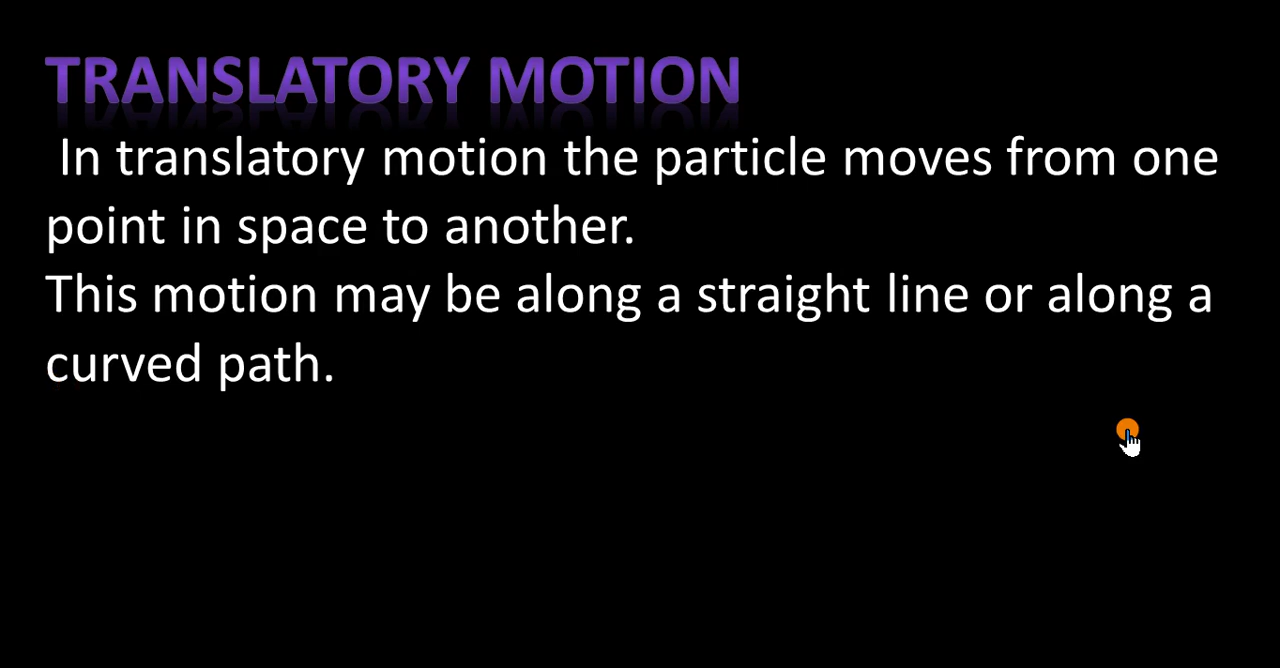 TRANSLATORY MOTION
In translatory motion the particle moves from one
point in space to another.
This motion may be along a straight line or along a
curved path.